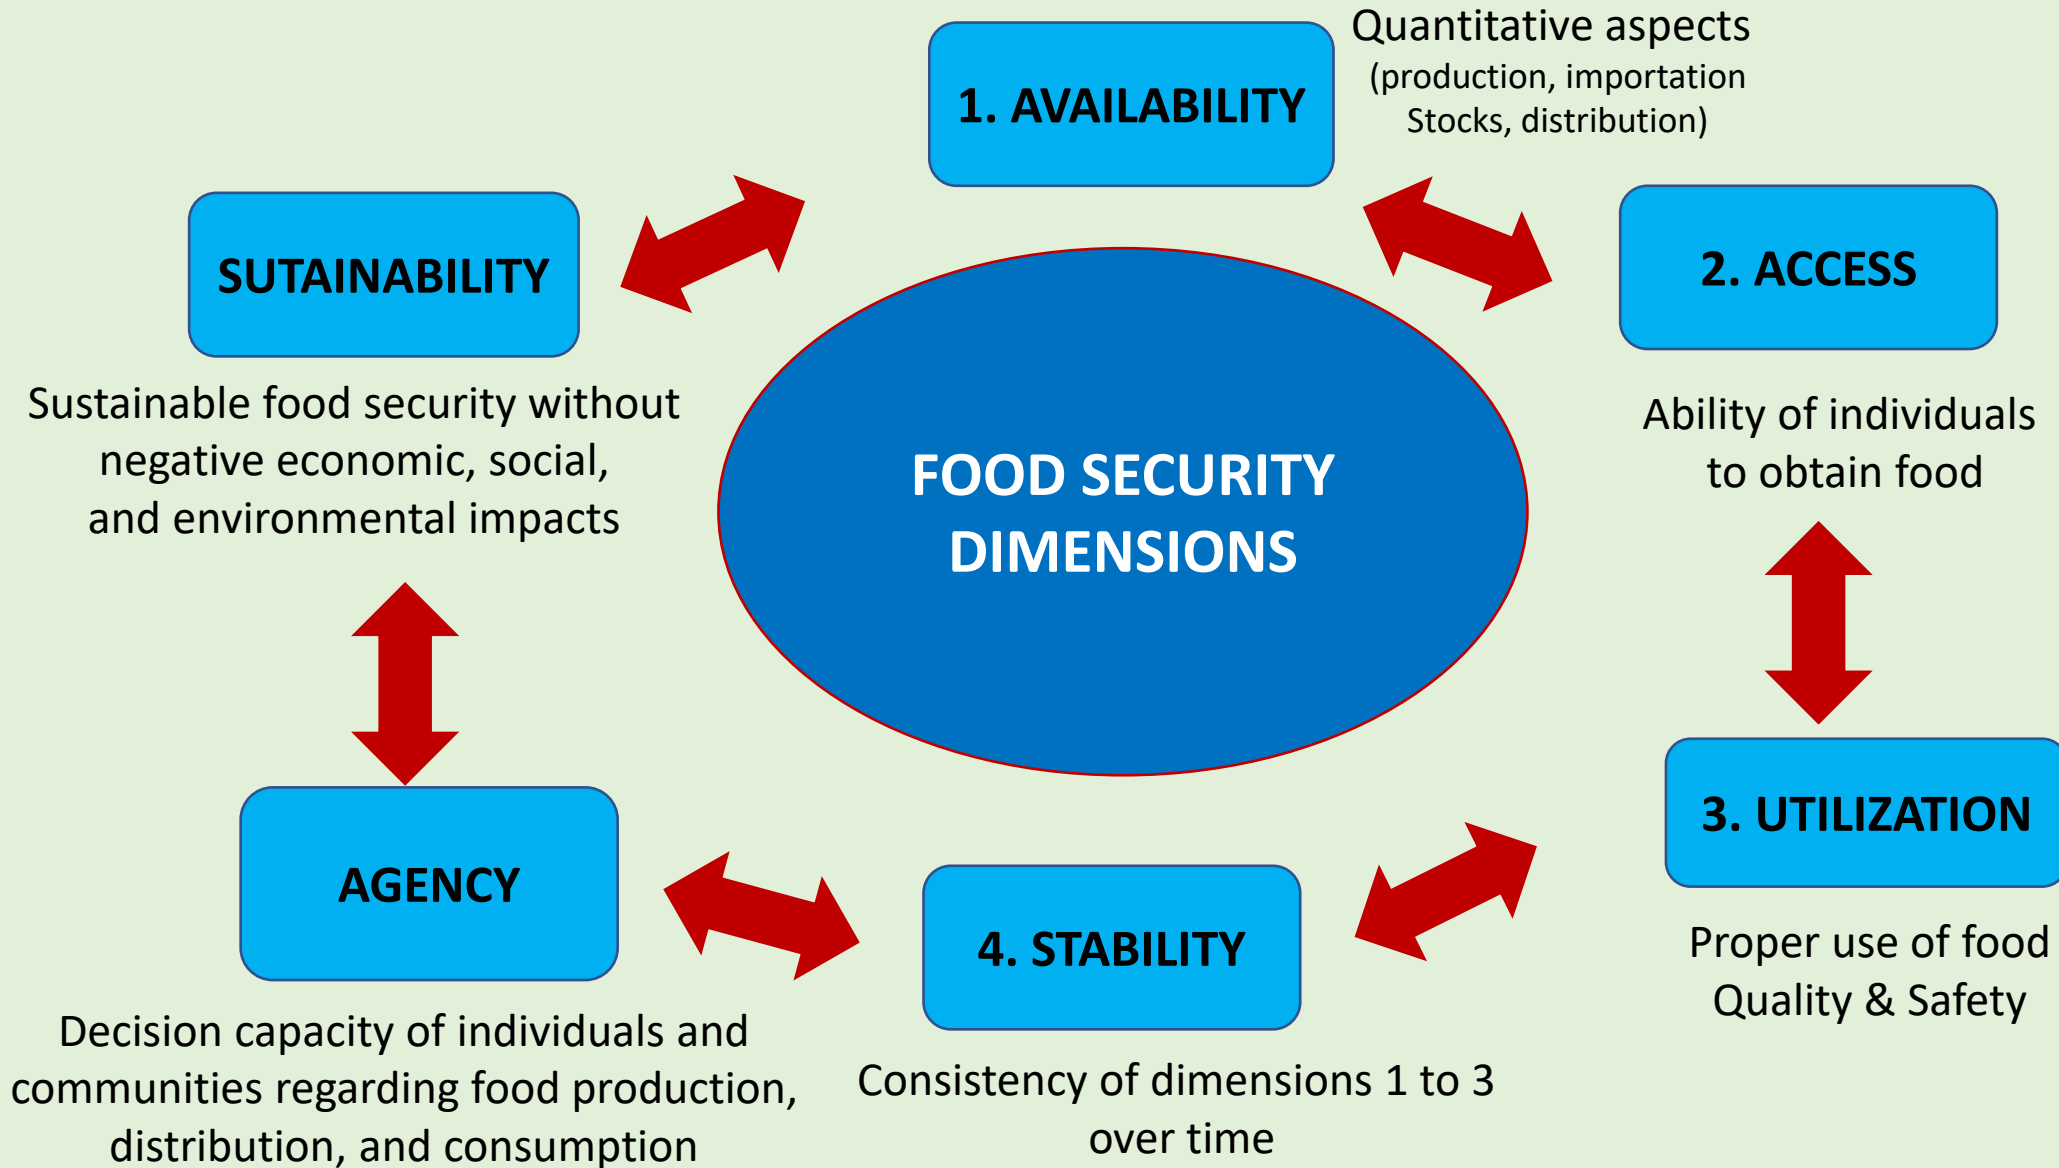 Quantitative aspects
(production, importation
Stocks, distribution)
1. AVAILABILITY
SUTAINABILITY
2. ACCESS
Sustainable food security without
negative economic, social,
and environmental impacts
Ability of individuals
to obtain food
FOOD SECURITY
DIMENSIONS
3. UTILIZATION
AGENCY
4. STABILITY
Proper use of food
Quality & Safety
Decision capacity of individuals and
communities regarding food production,
distribution, and consumption
Consistency of dimensions 1 to 3
over time